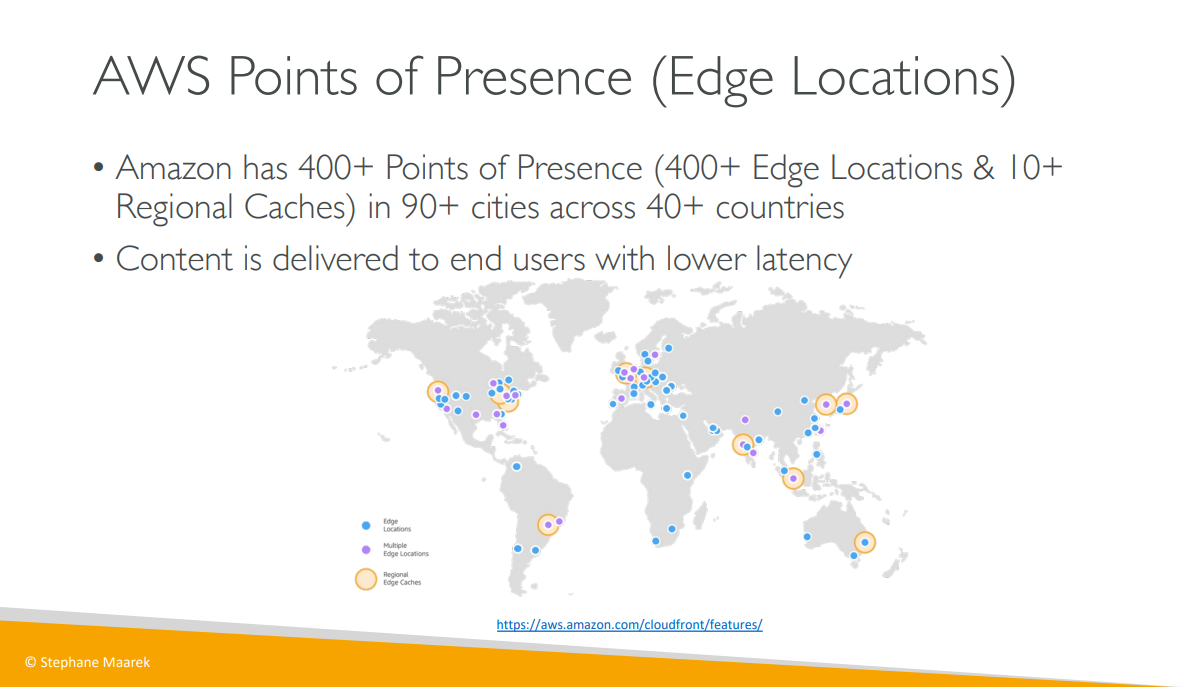 AWS Points of Presence (Edge Locations)
• Amazon has 400+ Points of Presence (400+ Edge Locations & 10+
Regional Caches) in 90+ cities across 40+ countries
• Content is delivered to end users with lower latency
Edge
Locations
Multiple
Edge Locations
Regional
Edge Caches
https://aws.amazon.com/cloudfront/features/
© Stephane Maarek